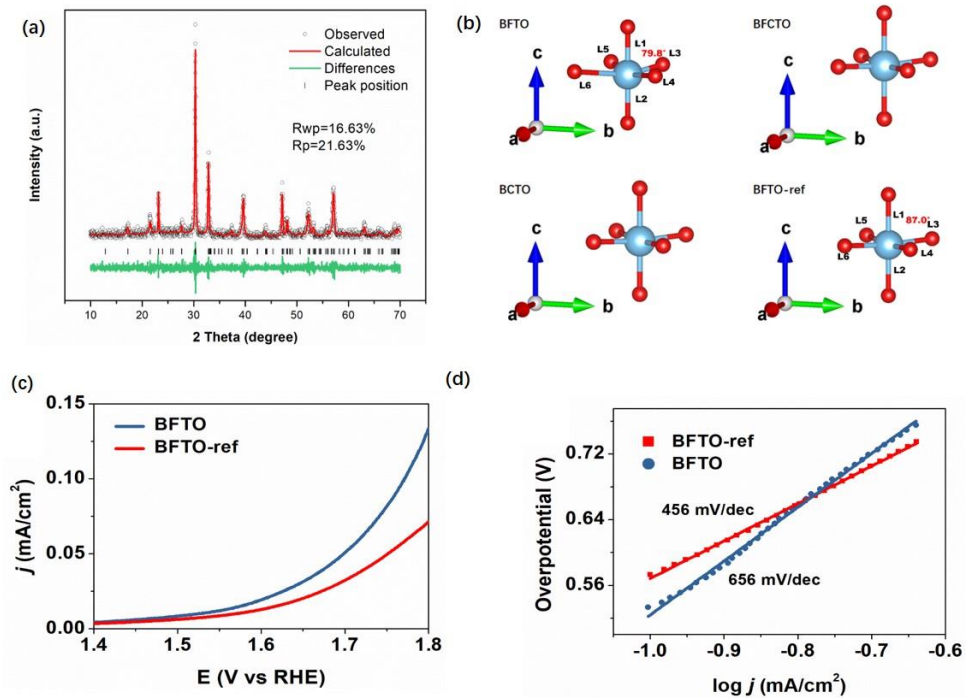 (a)
Observed
Calculated
Differences
Peak position
Rwp=16.63%
Rp=21.63%
Intensity (a.u.)
10 20 30 40 50 60 70
2 Theta (degree)
(b)
BFTO
L1
L5
79.8°
L3
L4
L6
L2
c
a
b
BFCTO
c
a
b
BCTO
c
a
b
BFTO-ref
L1
87.0°
L5
L3
L6
L4
L2
c
a
b
(c)
0.15
0.10
0.05
0.00
j (mA/cm²)
BFTO
BFTO-ref
1.4 1.5 1.6 1.7 1.8
E (V vs RHE)
(d)
0.72
0.64
0.56
Overpotential (V)
BFTO-ref
BFTO
456 mV/dec
656 mV/dec
-1.0 -0.9 -0.8 -0.7 -0.6
log j (mA/cm²)